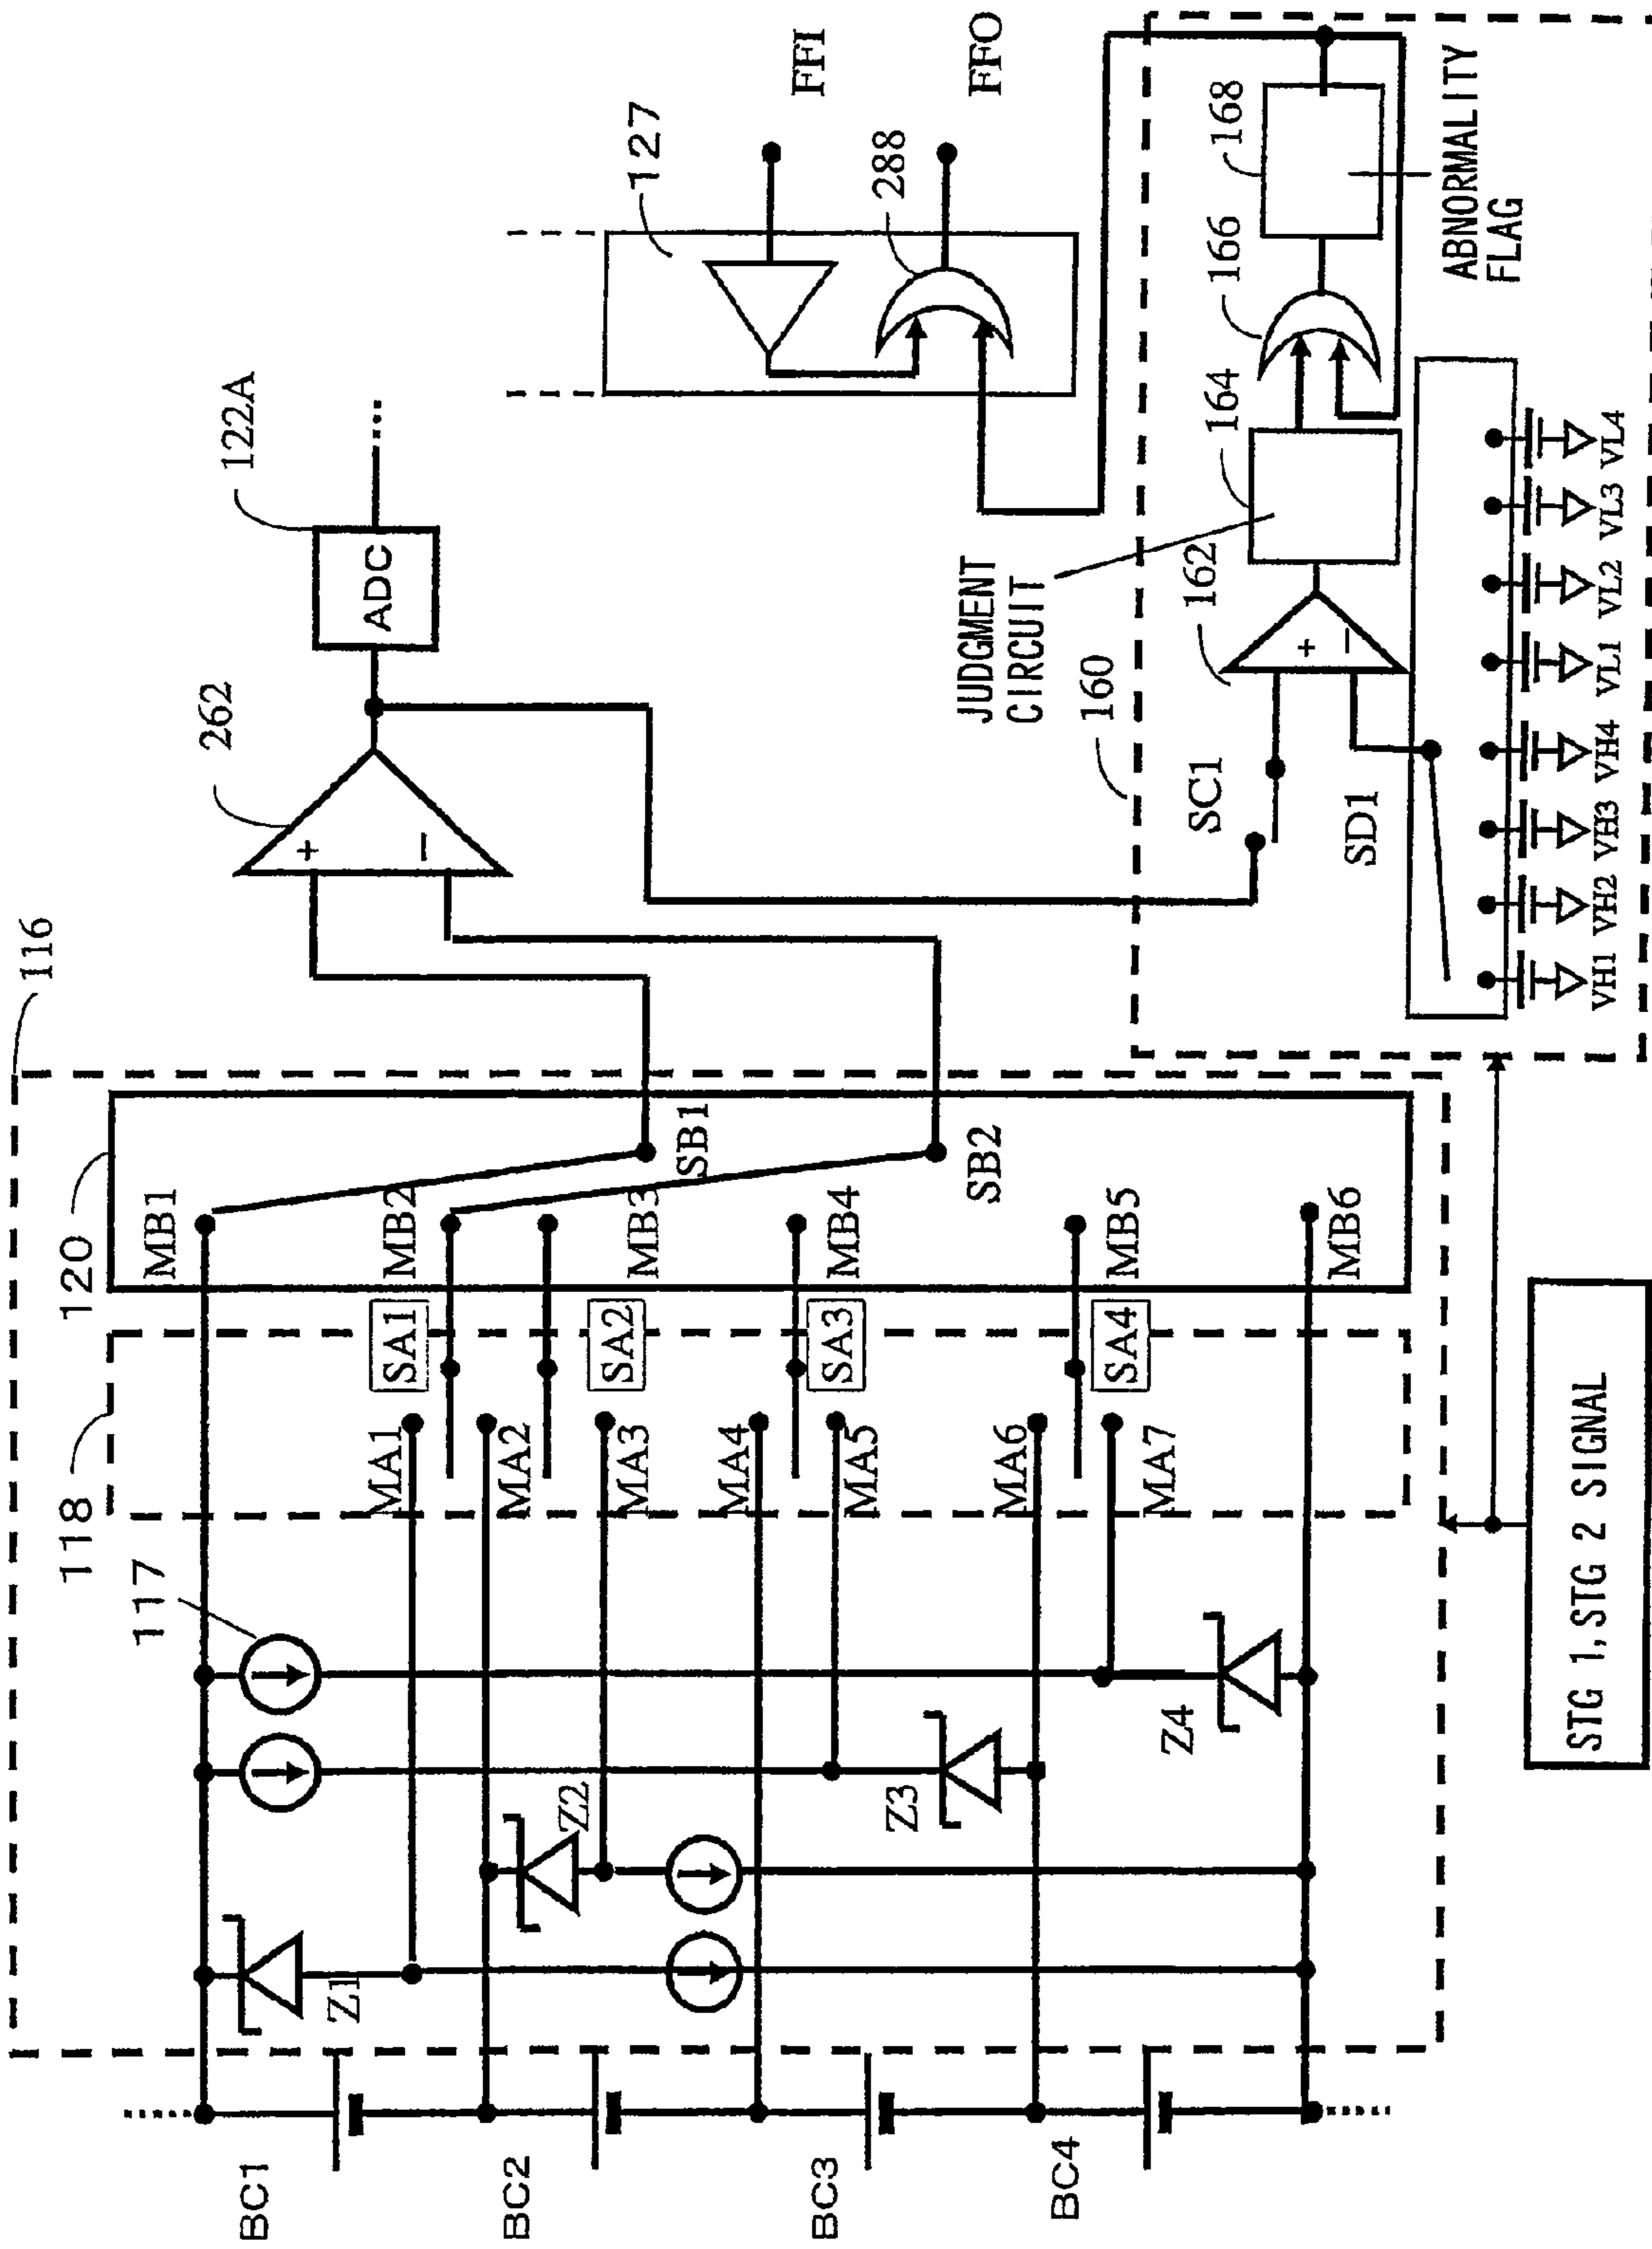 116
120
118
117
BC1
BC2
BC3
BC4
Z1
Z2
Z3
Z4
MA1
MA2
MA3
MA4
MA5
MA6
MA7
SA1
SA2
SA3
SA4
MB1
MB2
MB3
MB4
MB5
MB6
SB1
SB2
262
+
−
122A
ADC
127
FFI
288
FFO
160
SC1
SD1
JUDGMENT
CIRCUIT
162
+
−
164
166
168
ABNORMALITY
FLAG
VH1 VH2 VH3 VH4 VL1 VL2 VL3 VL4
STG 1,STG 2 SIGNAL